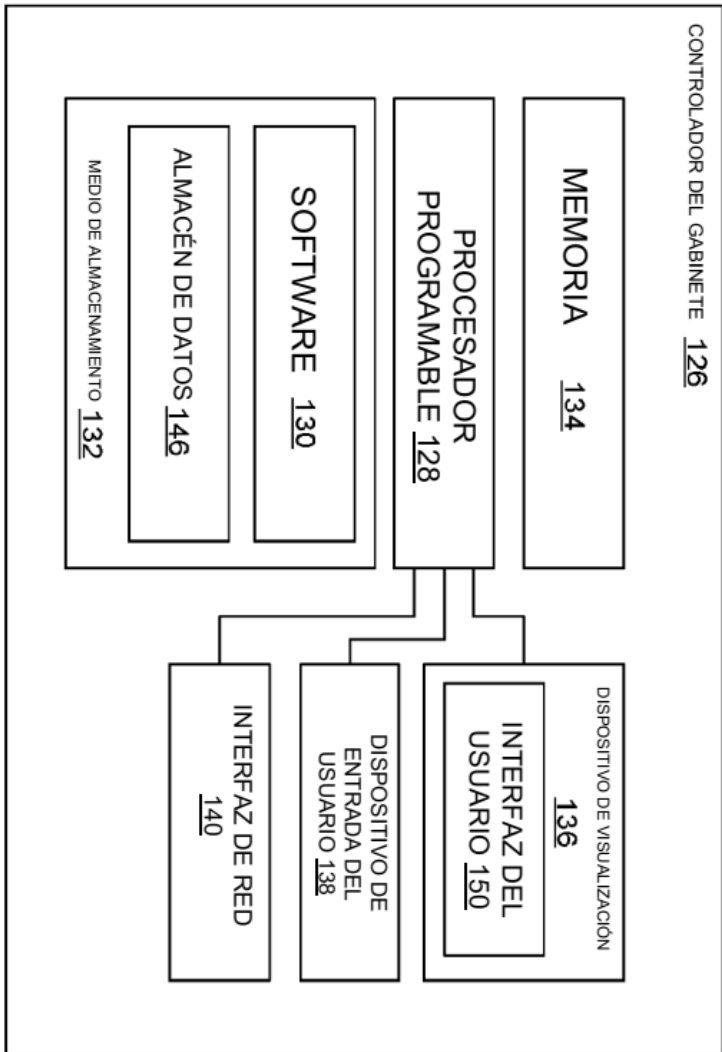 CONTROLADOR DEL GABINETE 126
MEMORIA 134
PROCESADOR
PROGRAMABLE 128
SOFTWARE 130
ALMACÉN DE DATOS 146
MEDIO DE ALMACENAMIENTO 132
DISPOSITIVO DE VISUALIZACIÓN
136
INTERFAZ DEL
USUARIO 150
DISPOSITIVO DE
ENTRADA DEL
USUARIO 138
INTERFAZ DE RED
140